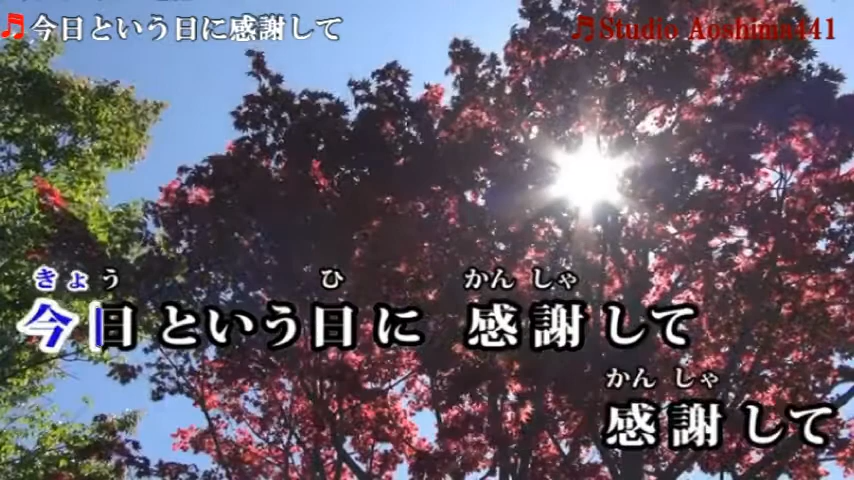 🎵今日という日に感謝して
🎵Studio Aoshima441
きょう ひ かんしゃ
今日という日に 感謝して
かんしゃ
感謝して